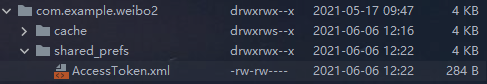 com.example.weibo2 drwxrwx--x 2021-05-17 09:47 4 KB
cache drwxrws--x 2021-06-06 12:16 4 KB
shared_prefs drwxrwx--x 2021-06-06 12:22 4 KB
AccessToken.xml -rw-rw---- 2021-06-06 12:22 284 B